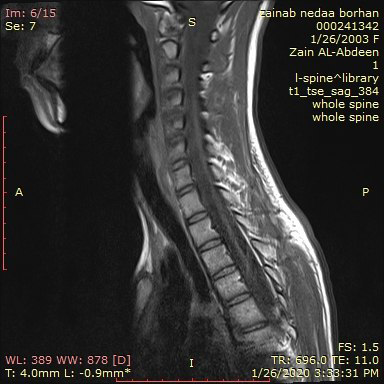 Im: 6/15
Se: 7
S
zainab nedaa borhan
000241342
1/26/2003 F
Zain AL-Abdeen
1
l-spine^library
t1_tse_sag_384
whole spine
whole spine
A
P
WL: 389 WW: 878 [D]
T: 4.0mm L: -0.9mm*
I
FS: 1.5
TR: 696.0 TE: 11.0
1/26/2020 3:33:31 PM